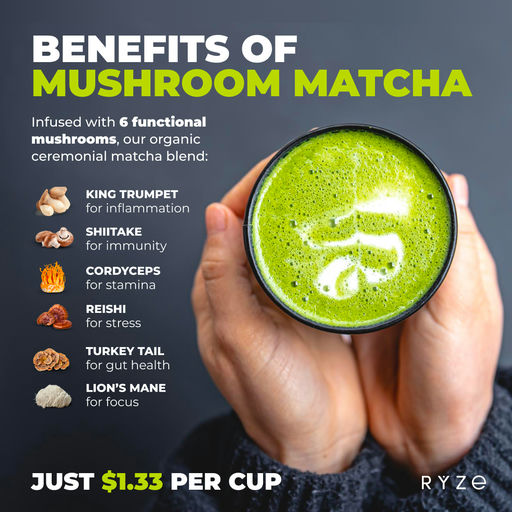 BENEFITS OF
MUSHROOM MATCHA
Infused with 6 functional
mushrooms, our organic
ceremonial matcha blend:
KING TRUMPET
for inflammation
SHIITAKE
for immunity
CORDYCEPS
for stamina
REISHI
for stress
TURKEY TAIL
for gut health
LION'S MANE
for focus
JUST $1.33 PER CUP
RYZe